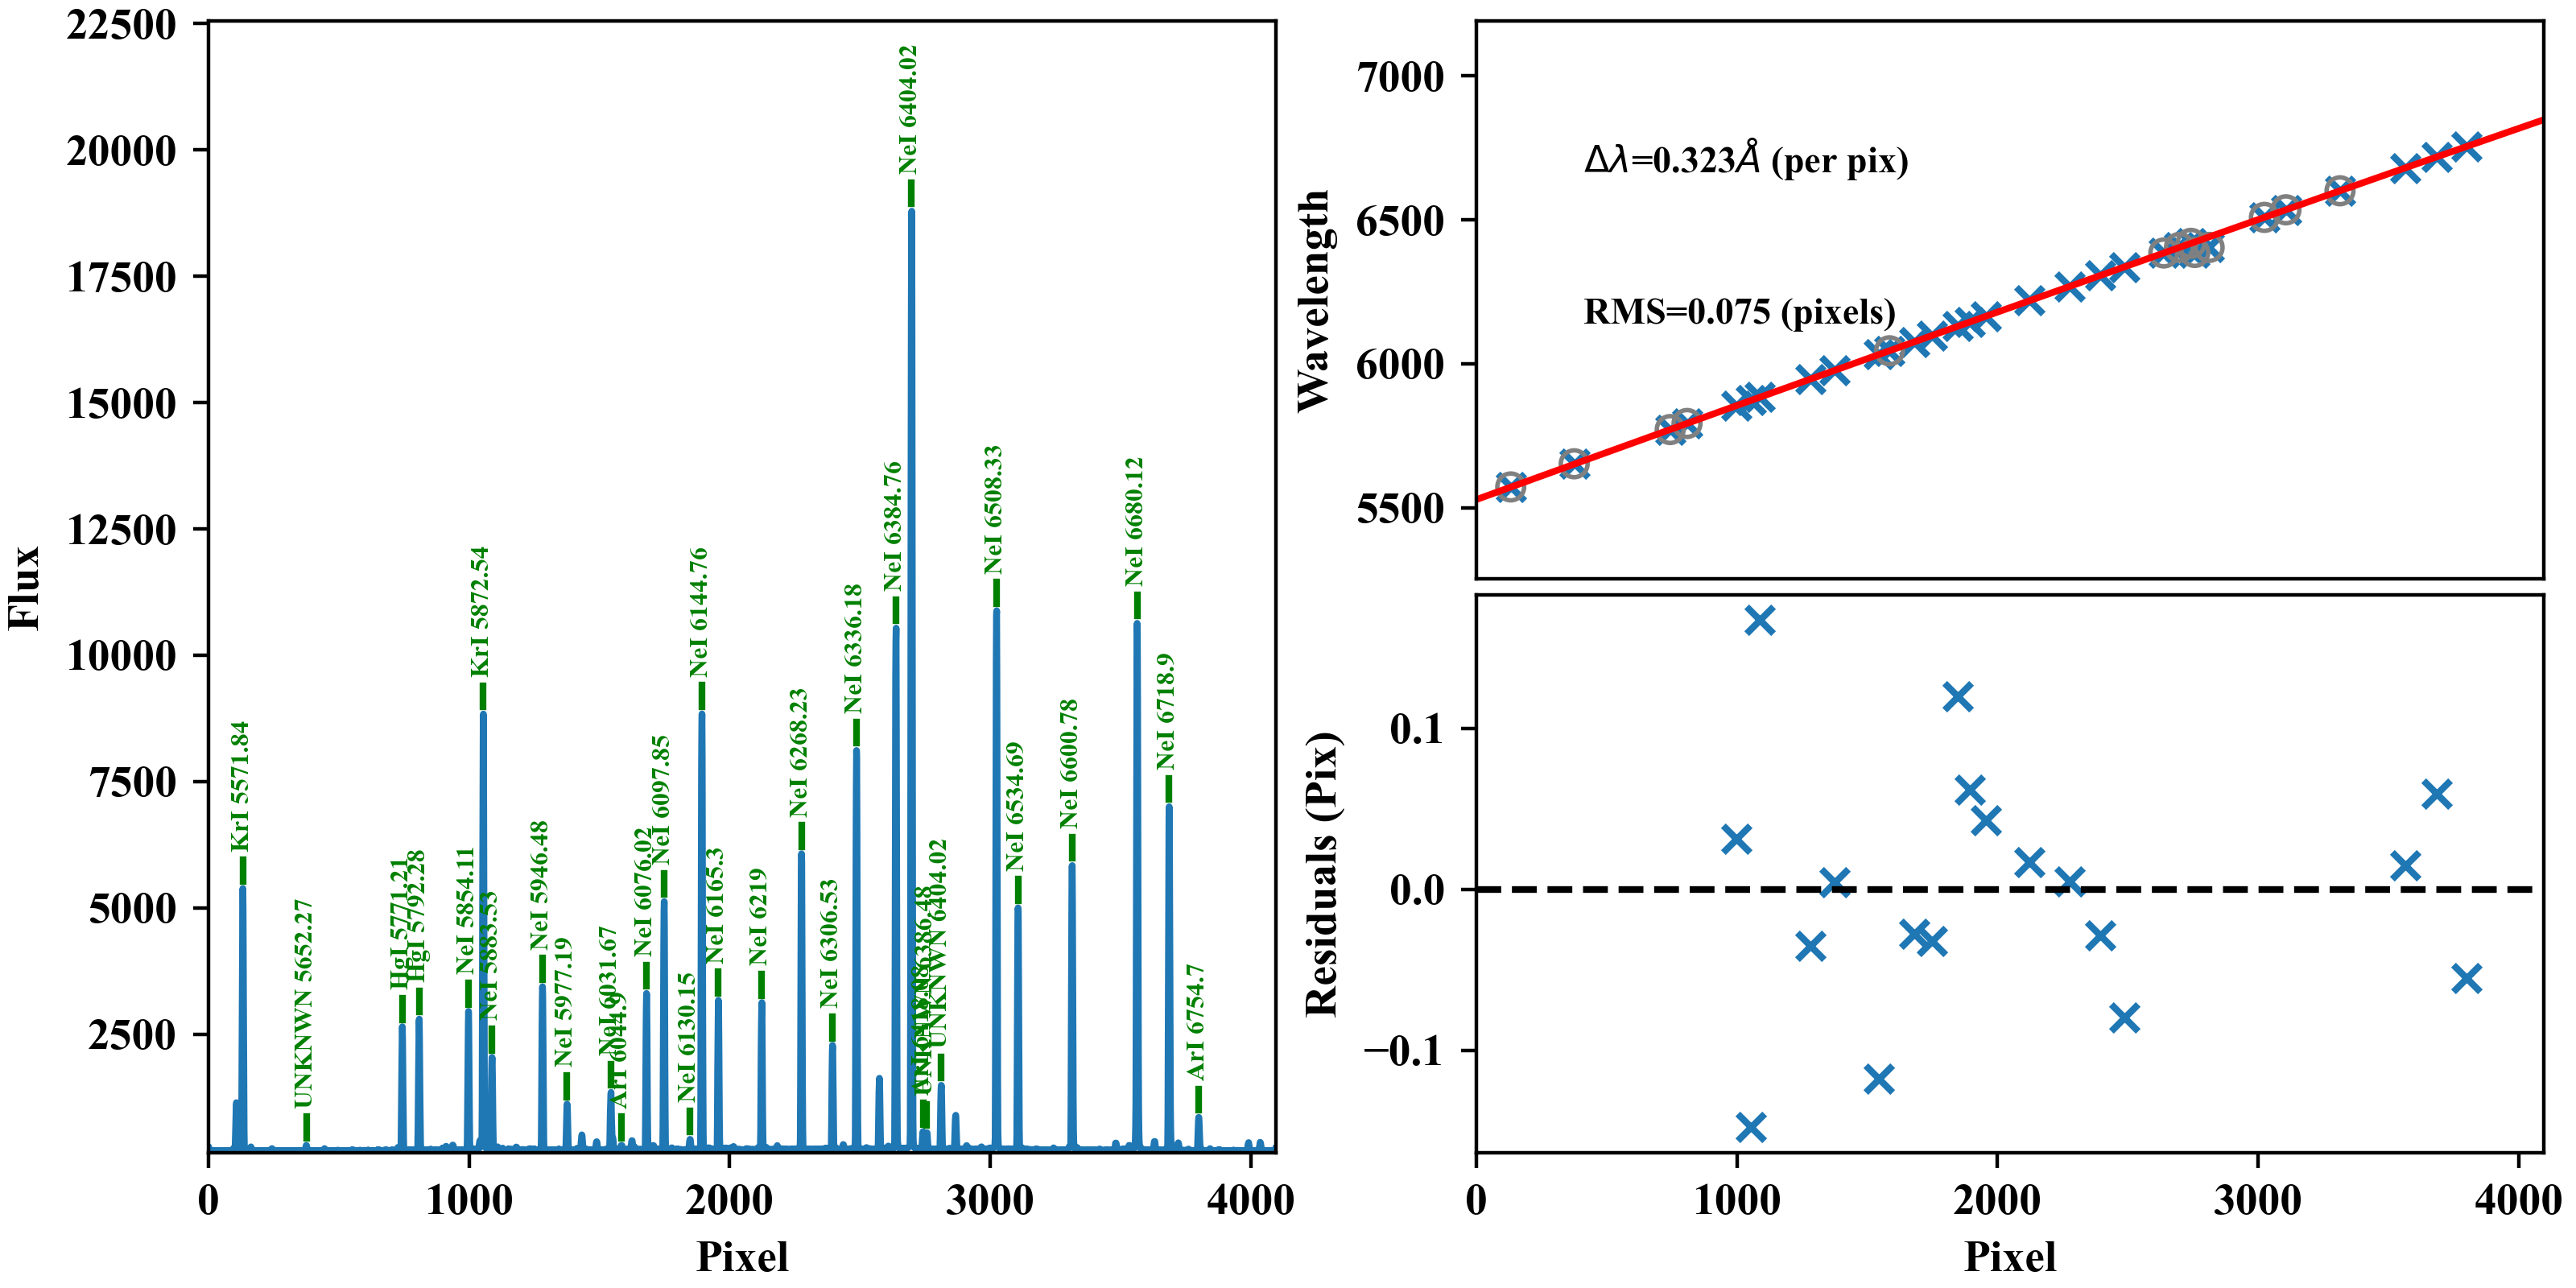 22500
20000
17500
15000
12500
10000
7500
5000
2500
Flux
0
1000
2000
3000
4000
Pixel
KrI 5571.84
UNKNWN 5652.27
HgI 5771.21
HgI 5792.28
NeI 5854.11
KrI 5872.54
NeI 5883.53
NeI 5946.48
NeI 5977.19
NeI 6031.67
ArI 6044.9
NeI 6076.02
NeI 6097.85
NeI 6130.15
NeI 6144.76
NeI 6165.3
NeI 6219
NeI 6268.23
NeI 6306.53
NeI 6336.18
NeI 6384.76
NeI 6404.02
UNKNWN 6386.48
UNKNWN 6404.02
NeI 6508.33
NeI 6534.69
NeI 6600.78
NeI 6680.12
NeI 6718.9
ArI 6754.7
7000
6500
6000
5500
Wavelength
Δλ=0.323Å (per pix)
RMS=0.075 (pixels)
0.1
0.0
−0.1
Residuals (Pix)
0
1000
2000
3000
4000
Pixel